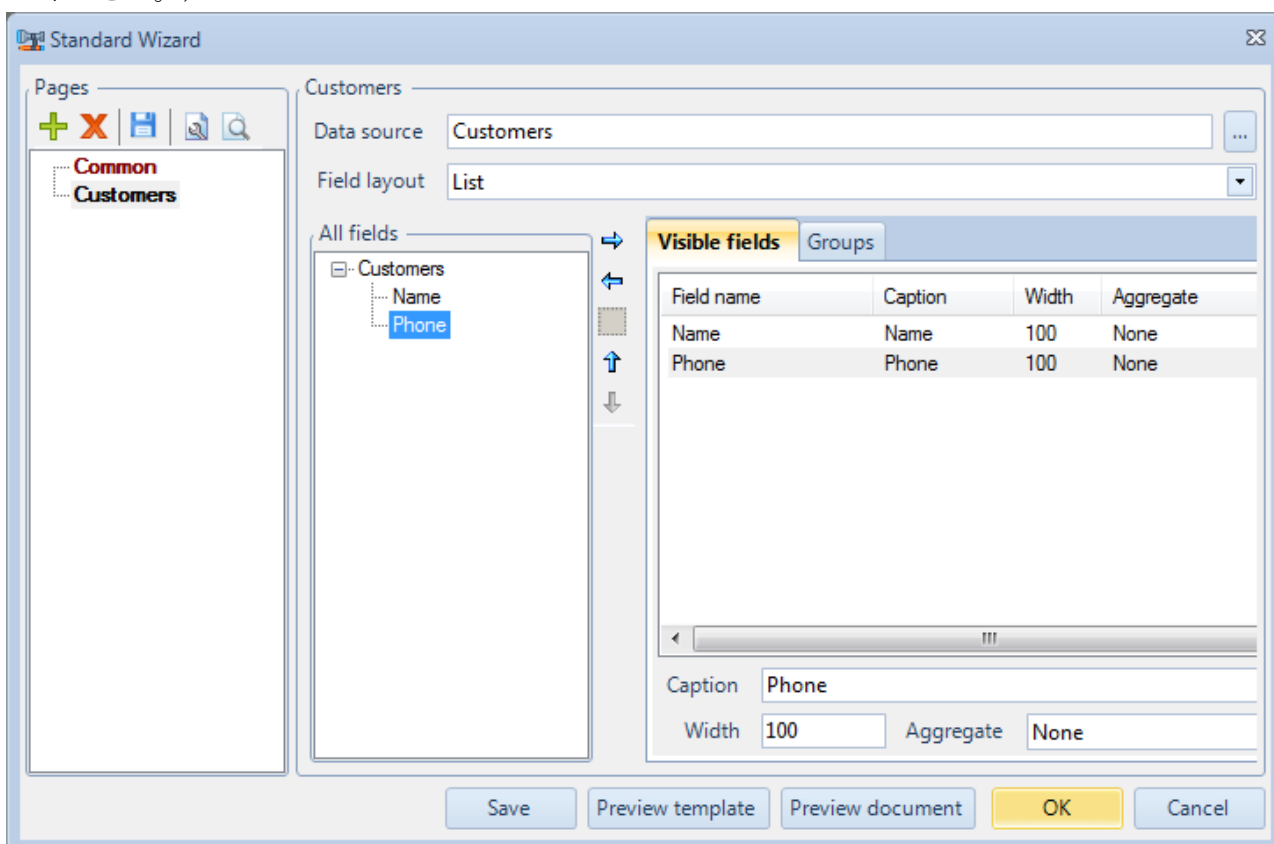 Standard Wizard
Pages
Customers
Data source Customers ...
Common
Customers
Field layout List
All fields
Customers
Name
Phone
Visible fields Groups
Field name Caption Width Aggregate
Name Name 100 None
Phone Phone 100 None
Caption Phone
Width 100 Aggregate None
Save Preview template Preview document OK Cancel